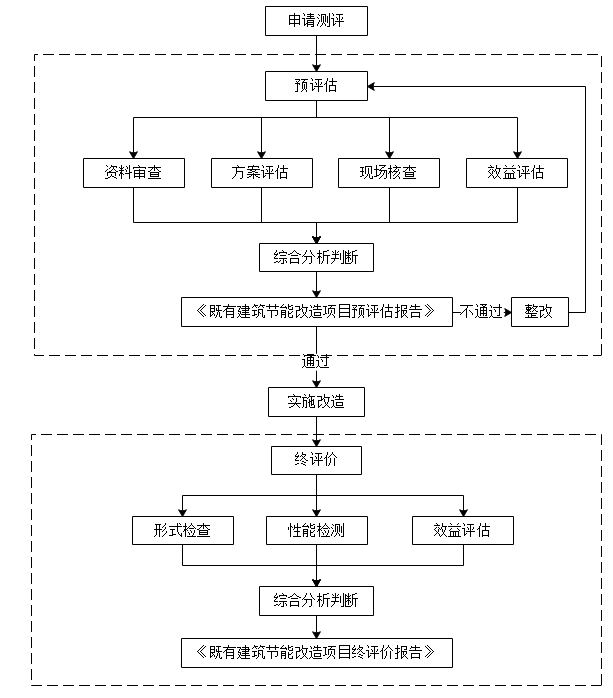 申请测评
预评估
资料审查
方案评估
现场核查
效益评估
综合分析判断
《既有建筑节能改造项目预评估报告》
不通过
整改
通过
实施改造
终评价
形式检查
性能检测
效益评估
综合分析判断
《既有建筑节能改造项目终评价报告》